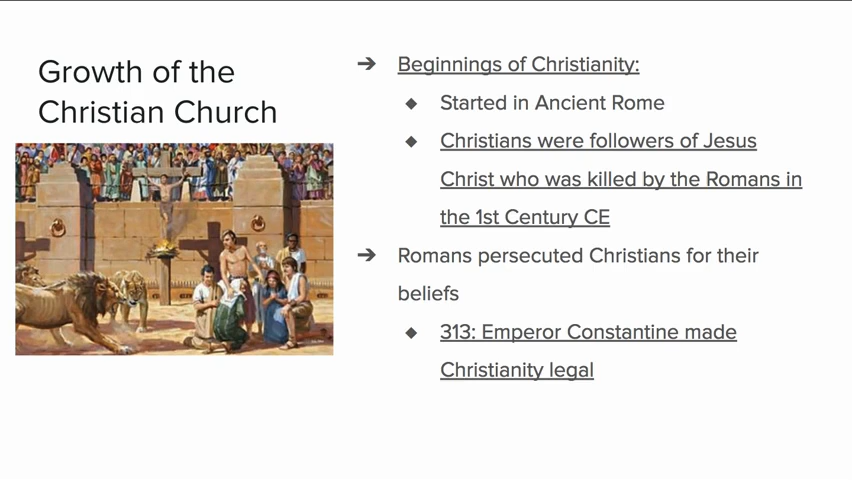 Growth of the
Christian Church
➔ Beginnings of Christianity:
◆ Started in Ancient Rome
◆ Christians were followers of Jesus
Christ who was killed by the Romans in
the 1st Century CE
➔ Romans persecuted Christians for their
beliefs
◆ 313: Emperor Constantine made
Christianity legal